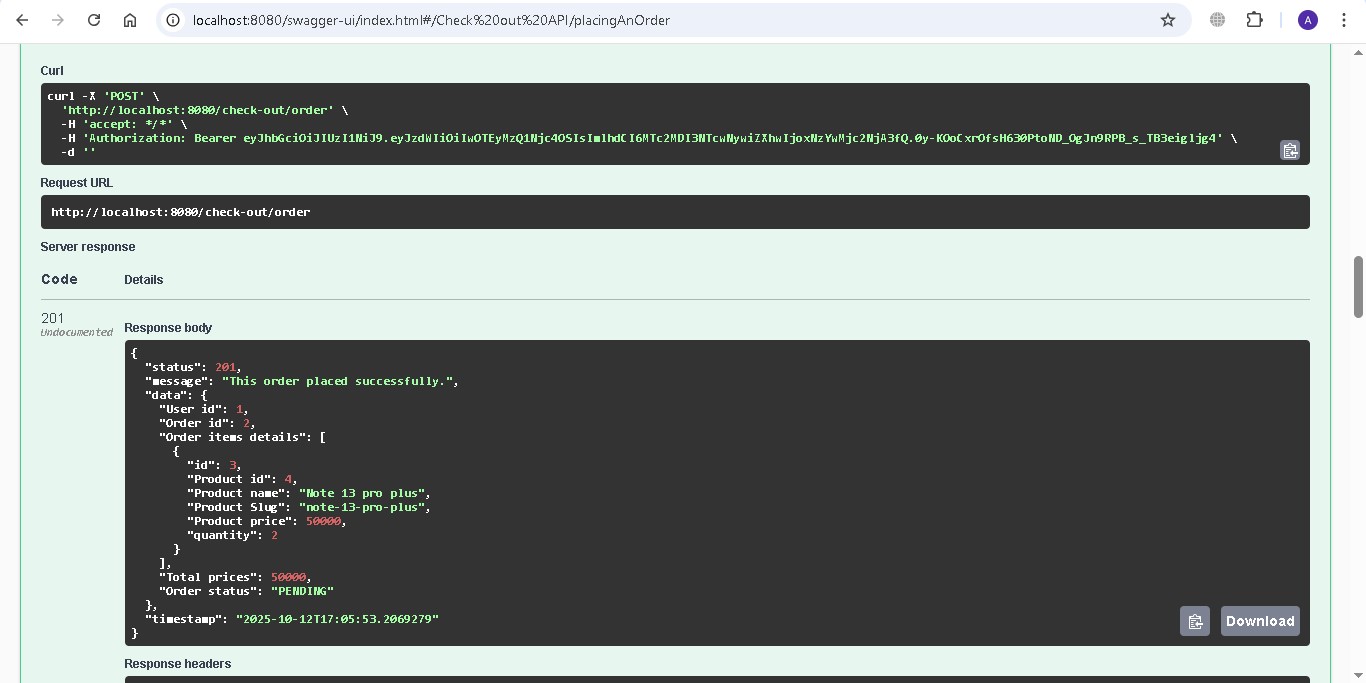 localhost:8080/swagger-ui/index.html#/Check%20out%20API/placingAnOrder
A
Curl
curl -X 'POST' \
'http://localhost:8080/check-out/order' \
-H 'accept: */*' \
-H 'Authorization: Bearer eyJhbGciOiJIUzI1NiJ9.eyJzdWIiOiIwOTEyMzQ1Njc4OSIsImlhdCI6MTc2MDI3NTcwNywiZXhwIjoxNzYwMjc2NjA3fQ.0y-KOoCxrOfsH630PtoND_OgJn9RPB_s_TB3eigljg4' \
-d ''
Request URL
http://localhost:8080/check-out/order
Server response
Code Details
201
Undocumented
Response body
{
"status": 201,
"message": "This order placed successfully.",
"data": {
"User id": 1,
"Order id": 2,
"Order items details": [
{
"id": 3,
"Product id": 4,
"Product name": "Note 13 pro plus",
"Product Slug": "note-13-pro-plus",
"Product price": 50000,
"quantity": 2
}
],
"Total prices": 50000,
"Order status": "PENDING"
},
"timestamp": "2025-10-12T17:05:53.2069279"
}
Download
Response headers